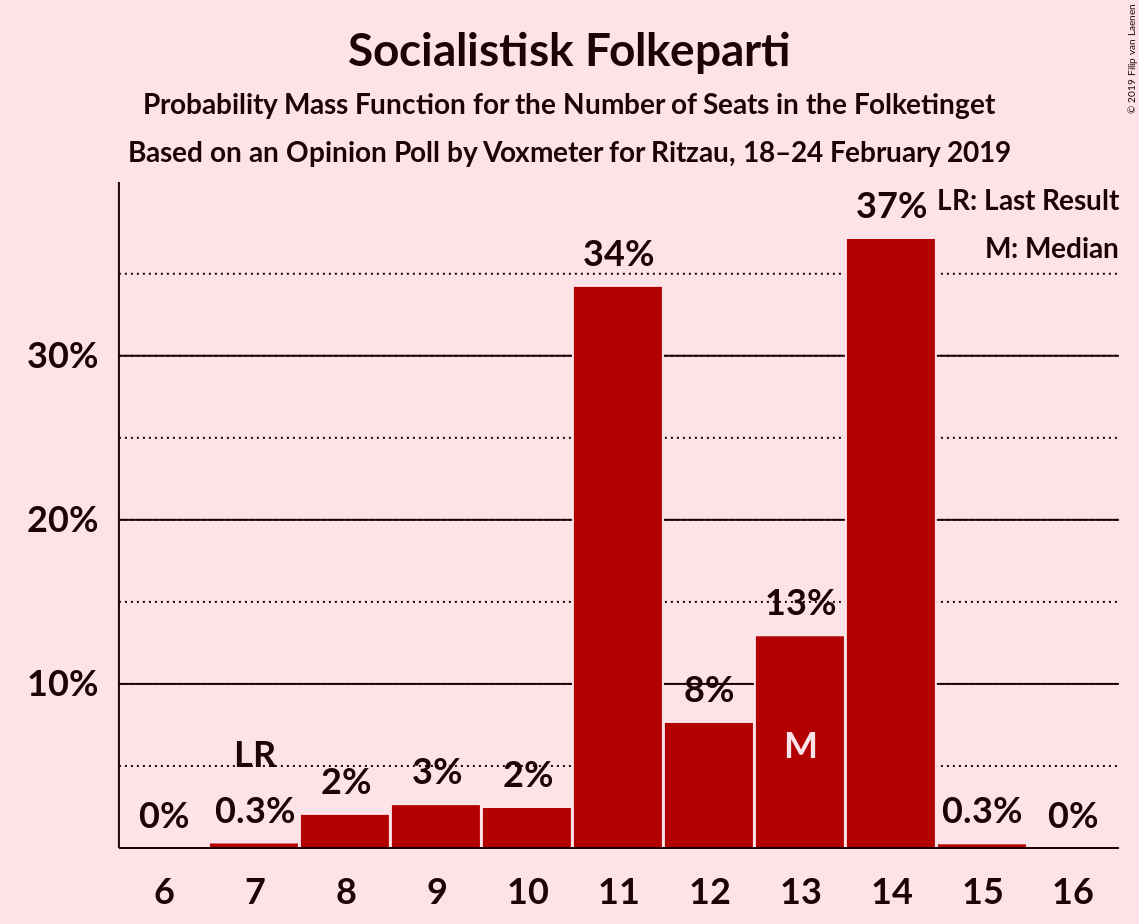 Socialistisk Folkeparti
Probability Mass Function for the Number of Seats in the Folketinget
Based on an Opinion Poll by Voxmeter for Ritzau, 18–24 February 2019
© 2019 Filip van Laenen
LR: Last Result
M: Median
30%
20%
10%
0%
LR
0.3%
2%
3%
2%
34%
8%
13%
M
37%
0.3%
0%
6 7 8 9 10 11 12 13 14 15 16